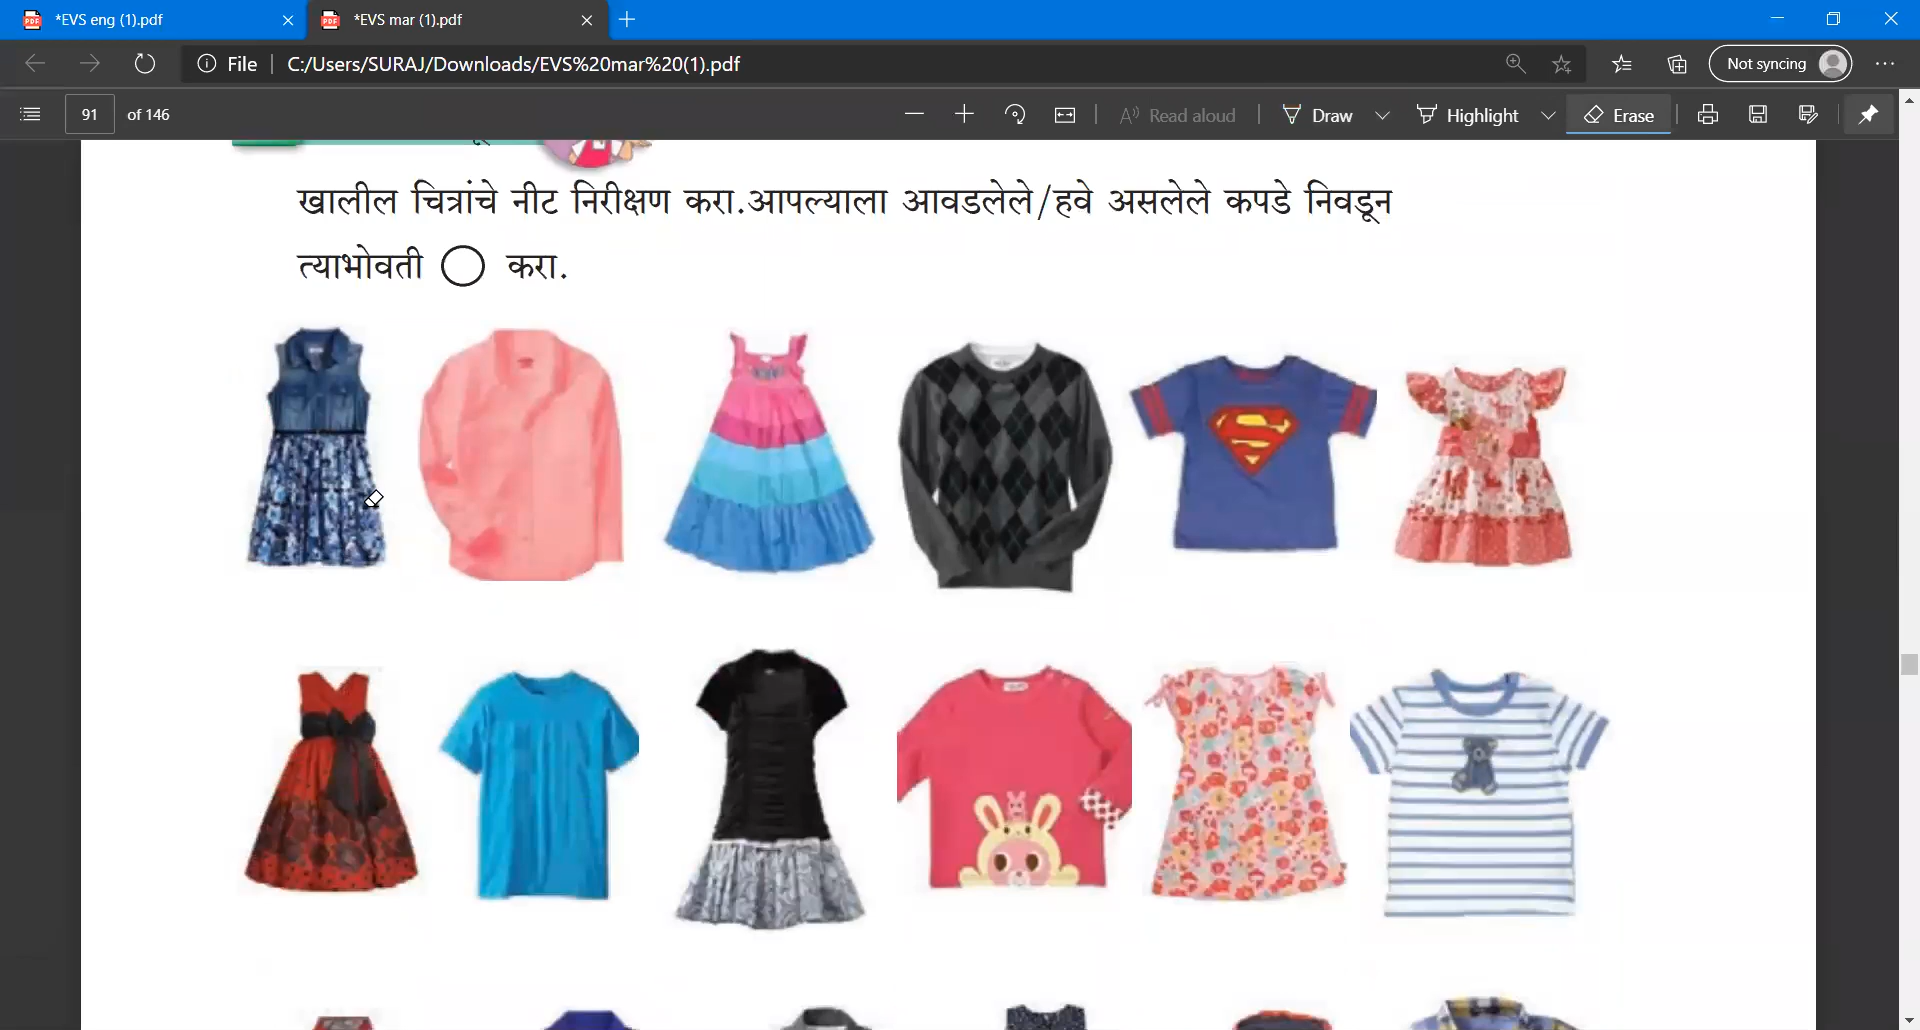 *EVS eng (1).pdf
*EVS mar (1).pdf
File
C:/Users/SURAJ/Downloads/EVS%20mar%20(1).pdf
Not syncing
91 of 146
Read aloud
Draw
Highlight
Erase
खालील चित्रांचे नीट निरीक्षण करा.आपल्याला आवडलेले/हवे असलेले कपडे निवडून
त्याभोवती ◯ करा.